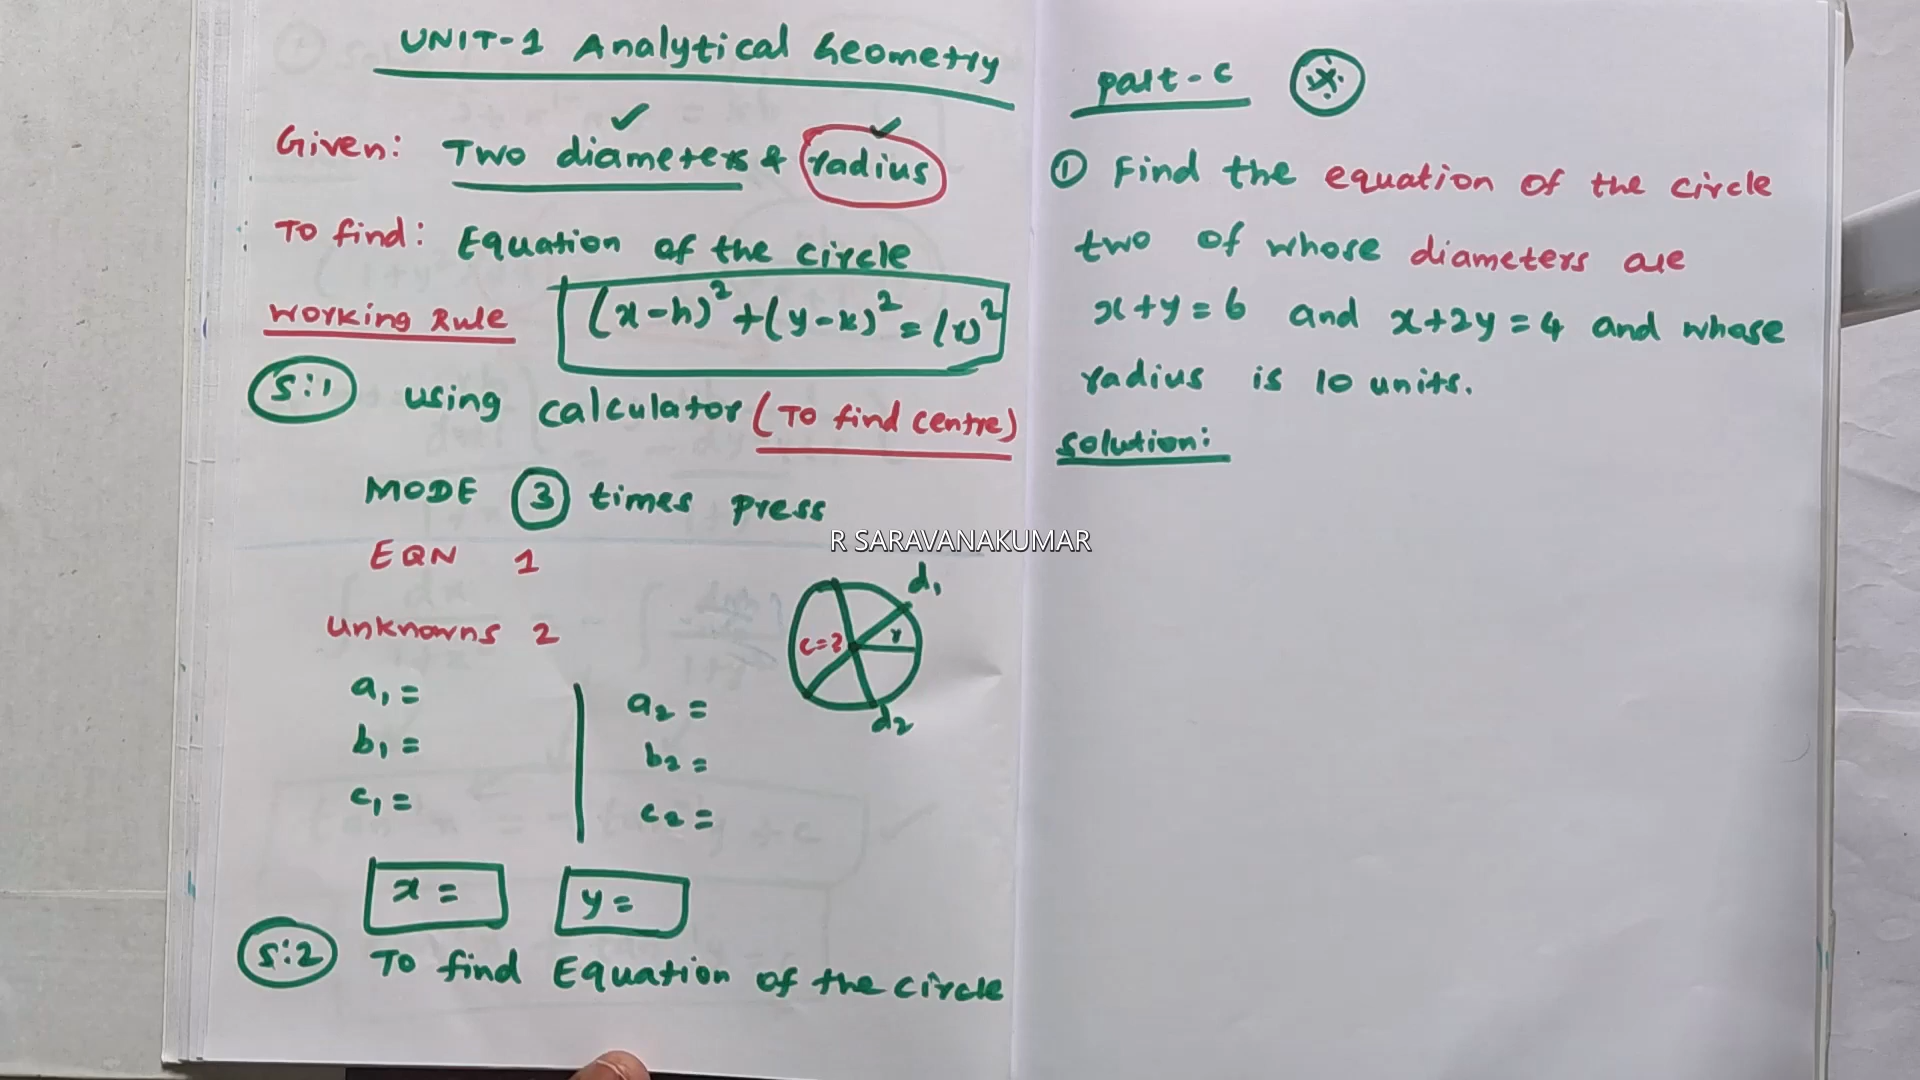 UNIT-1 Analytical Geometry
Given: Two diameters & radius
To find: Equation of the circle
Working Rule (x-h)²+(y-k)²=(r)²
S:1 using calculator (To find centre)
MODE 3 times press
EQN 1
unknowns 2
a₁ = a₂ =
b₁ = b₂ =
c₁ = c₂ =
d₁
c=? r
d₂
x = y =
S:2 To find Equation of the circle
part-c
① Find the equation of the circle
two of whose diameters are
x+y=6 and x+2y=4 and whose
radius is 10 units.
solution:
R SARAVANAKUMAR